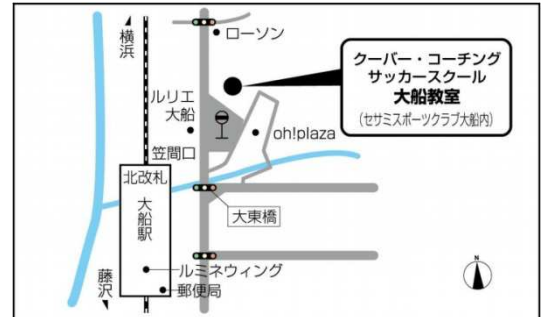 横浜
ローソン
クーバー・コーチング
サッカースクール
大船教室
(セサミスポーツクラブ大船内)
ルリエ
大船
oh!plaza
笠間口
北改札
大船駅
大東橋
ルミネウィング
郵便局
藤沢
N